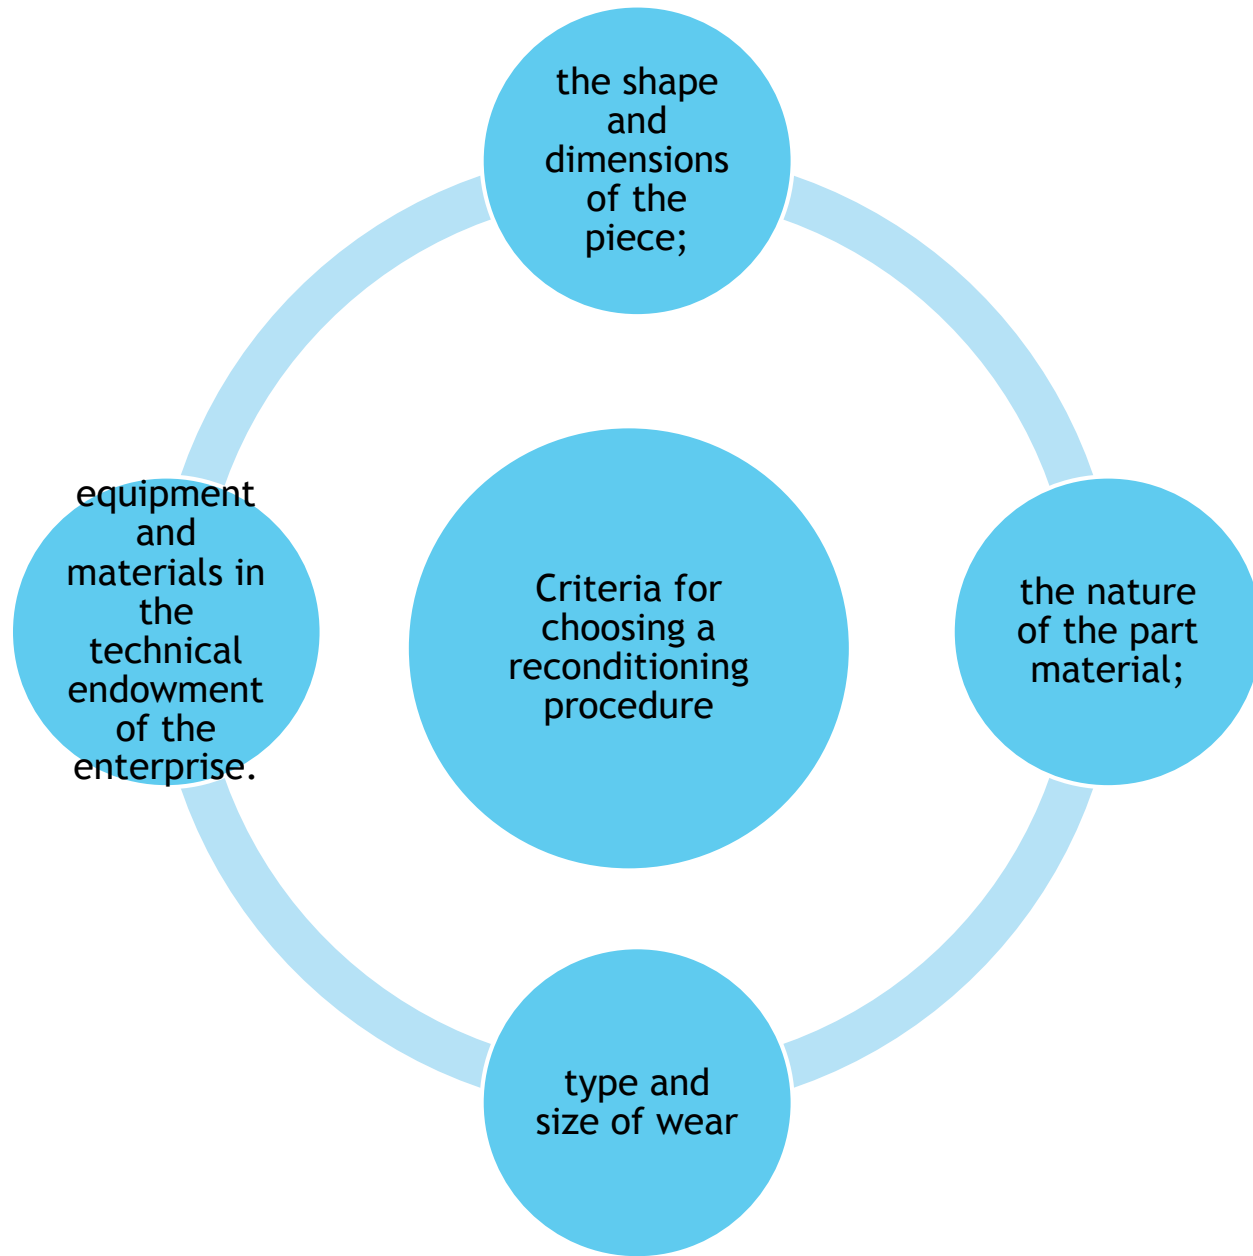 the shape
and
dimensions
of the
piece;
equipment
and
materials in
the
technical
endowment
of the
enterprise.
Criteria for
choosing a
reconditioning
procedure
the nature
of the part
material;
type and
size of wear